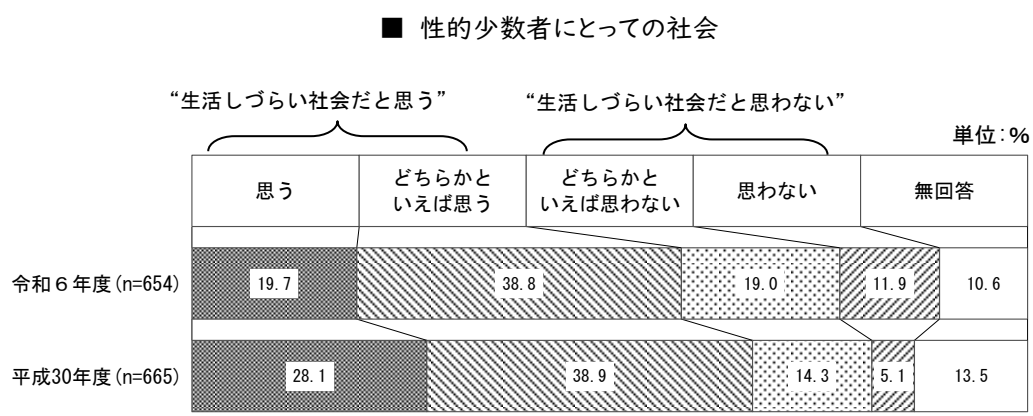 ■ 性的少数者にとっての社会
“生活しづらい社会だと思う” “生活しづらい社会だと思わない”
単位：%
思う どちらかと いえば思う どちらかと いえば思わない 思わない 無回答
令和６年度(n=654) 19.7 38.8 19.0 11.9 10.6
平成30年度(n=665) 28.1 38.9 14.3 5.1 13.5